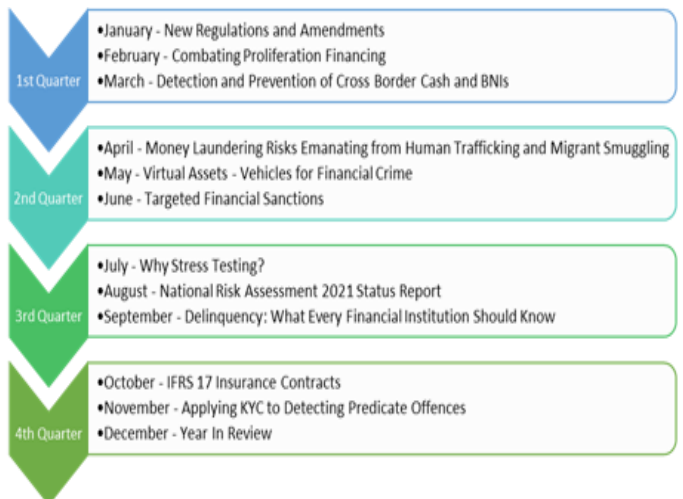 1st Quarter
•January - New Regulations and Amendments
•February - Combating Proliferation Financing
•March - Detection and Prevention of Cross Border Cash and BNIs
2nd Quarter
•April - Money Laundering Risks Emanating from Human Trafficking and Migrant Smuggling
•May - Virtual Assets - Vehicles for Financial Crime
•June - Targeted Financial Sanctions
3rd Quarter
•July - Why Stress Testing?
•August - National Risk Assessment 2021 Status Report
•September - Delinquency: What Every Financial Institution Should Know
4th Quarter
•October - IFRS 17 Insurance Contracts
•November - Applying KYC to Detecting Predicate Offences
•December - Year In Review